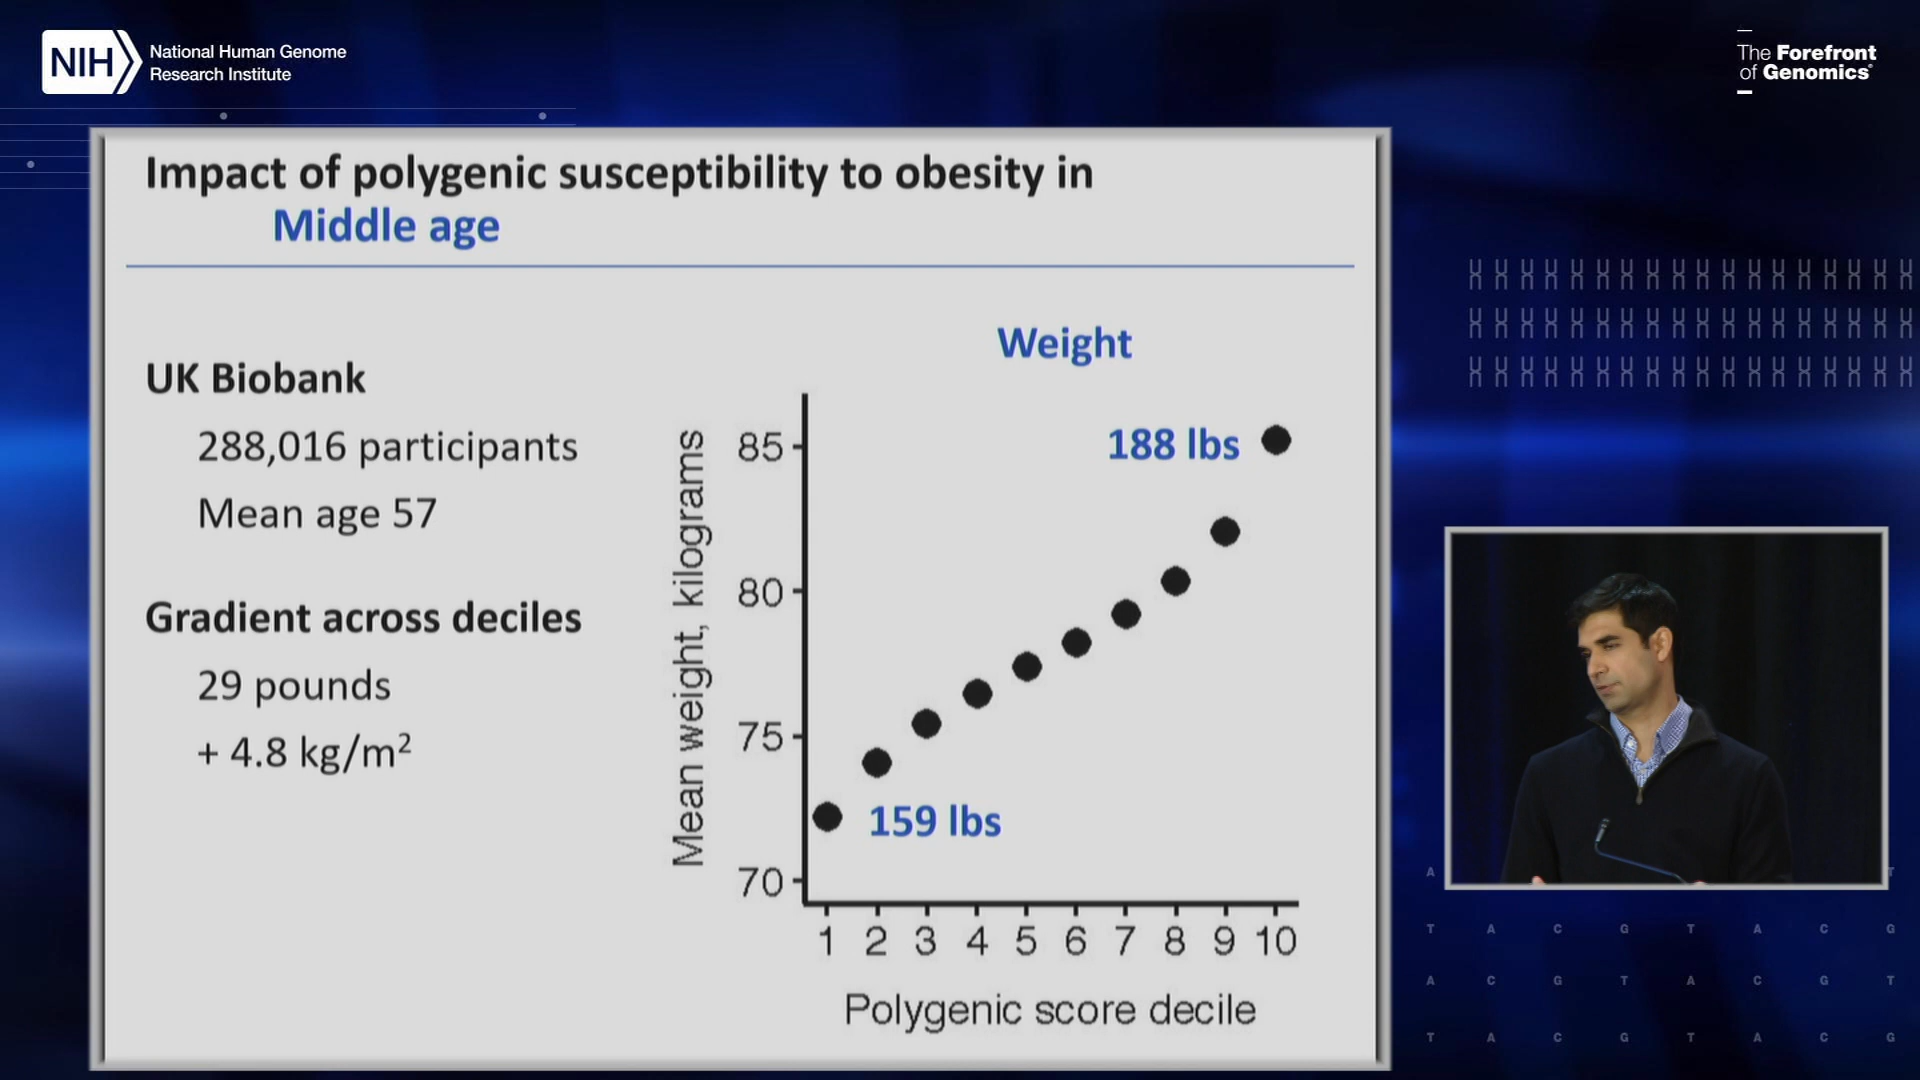 NIH
National Human Genome
Research Institute
The Forefront
of Genomics®
Impact of polygenic susceptibility to obesity in
Middle age
UK Biobank
288,016 participants
Mean age 57
Gradient across deciles
29 pounds
+ 4.8 kg/m²
Weight
Mean weight, kilograms
85
80
75
70
188 lbs
159 lbs
1 2 3 4 5 6 7 8 9 10
Polygenic score decile
A T
T A C G T A C G
A C G T A C G T
T A C G T A C G